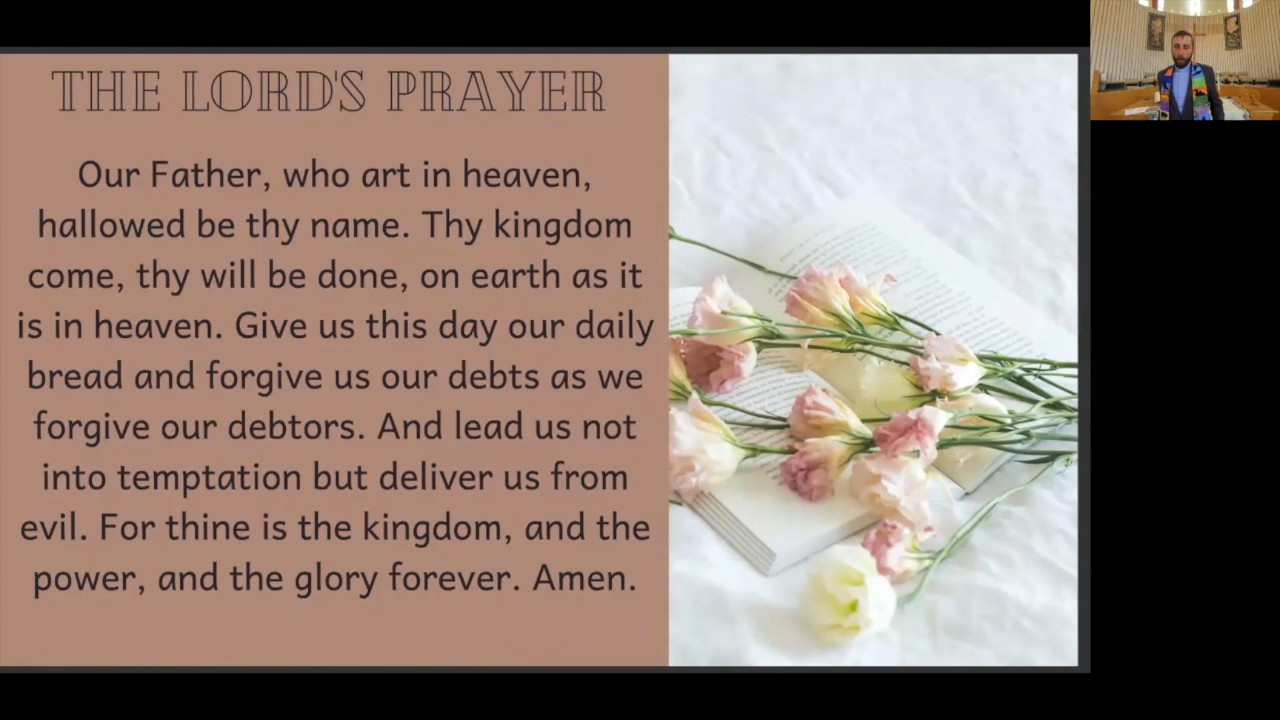 THE LORD'S PRAYER
Our Father, who art in heaven,
hallowed be thy name. Thy kingdom
come, thy will be done, on earth as it
is in heaven. Give us this day our daily
bread and forgive us our debts as we
forgive our debtors. And lead us not
into temptation but deliver us from
evil. For thine is the kingdom, and the
power, and the glory forever. Amen.